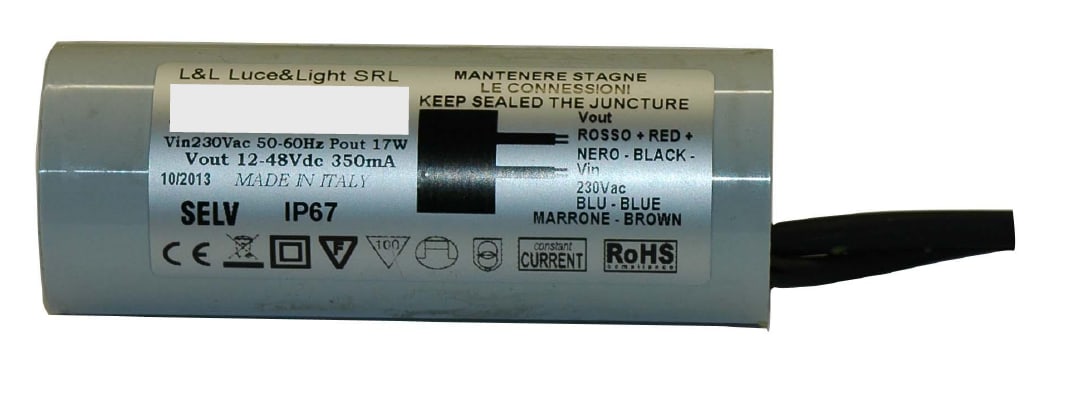 L&L Luce&Light SRL
Vin230Vac 50-60Hz Pout 17W
Vout 12-48Vdc 350mA
10/2013 MADE IN ITALY
SELV IP67
MANTENERE STAGNE
LE CONNESSIONI
KEEP SEALED THE JUNCTURE
Vout
ROSSO + RED +
NERO - BLACK -
Vin
230Vac
BLU - BLUE
MARRONE - BROWN
CE F 100 constant
CURRENT
RoHS
compliance